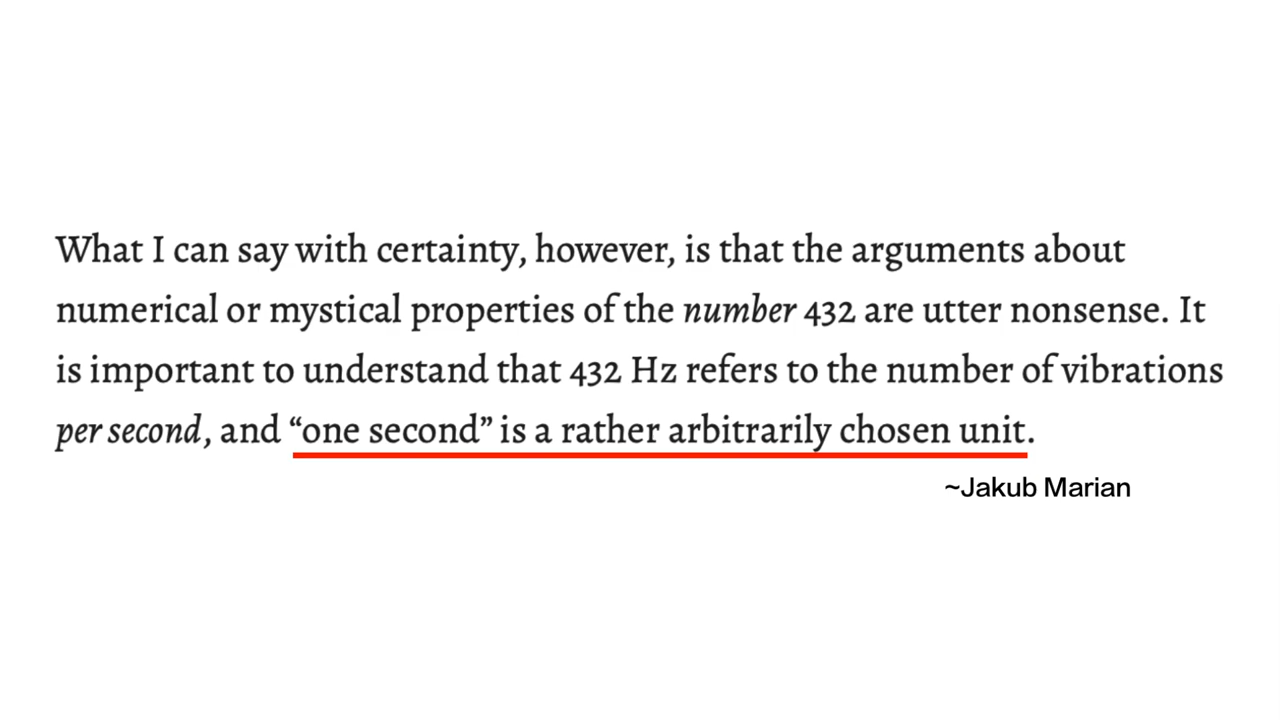 What I can say with certainty, however, is that the arguments about
numerical or mystical properties of the number 432 are utter nonsense. It
is important to understand that 432 Hz refers to the number of vibrations
per second, and “one second” is a rather arbitrarily chosen unit.
~Jakub Marian